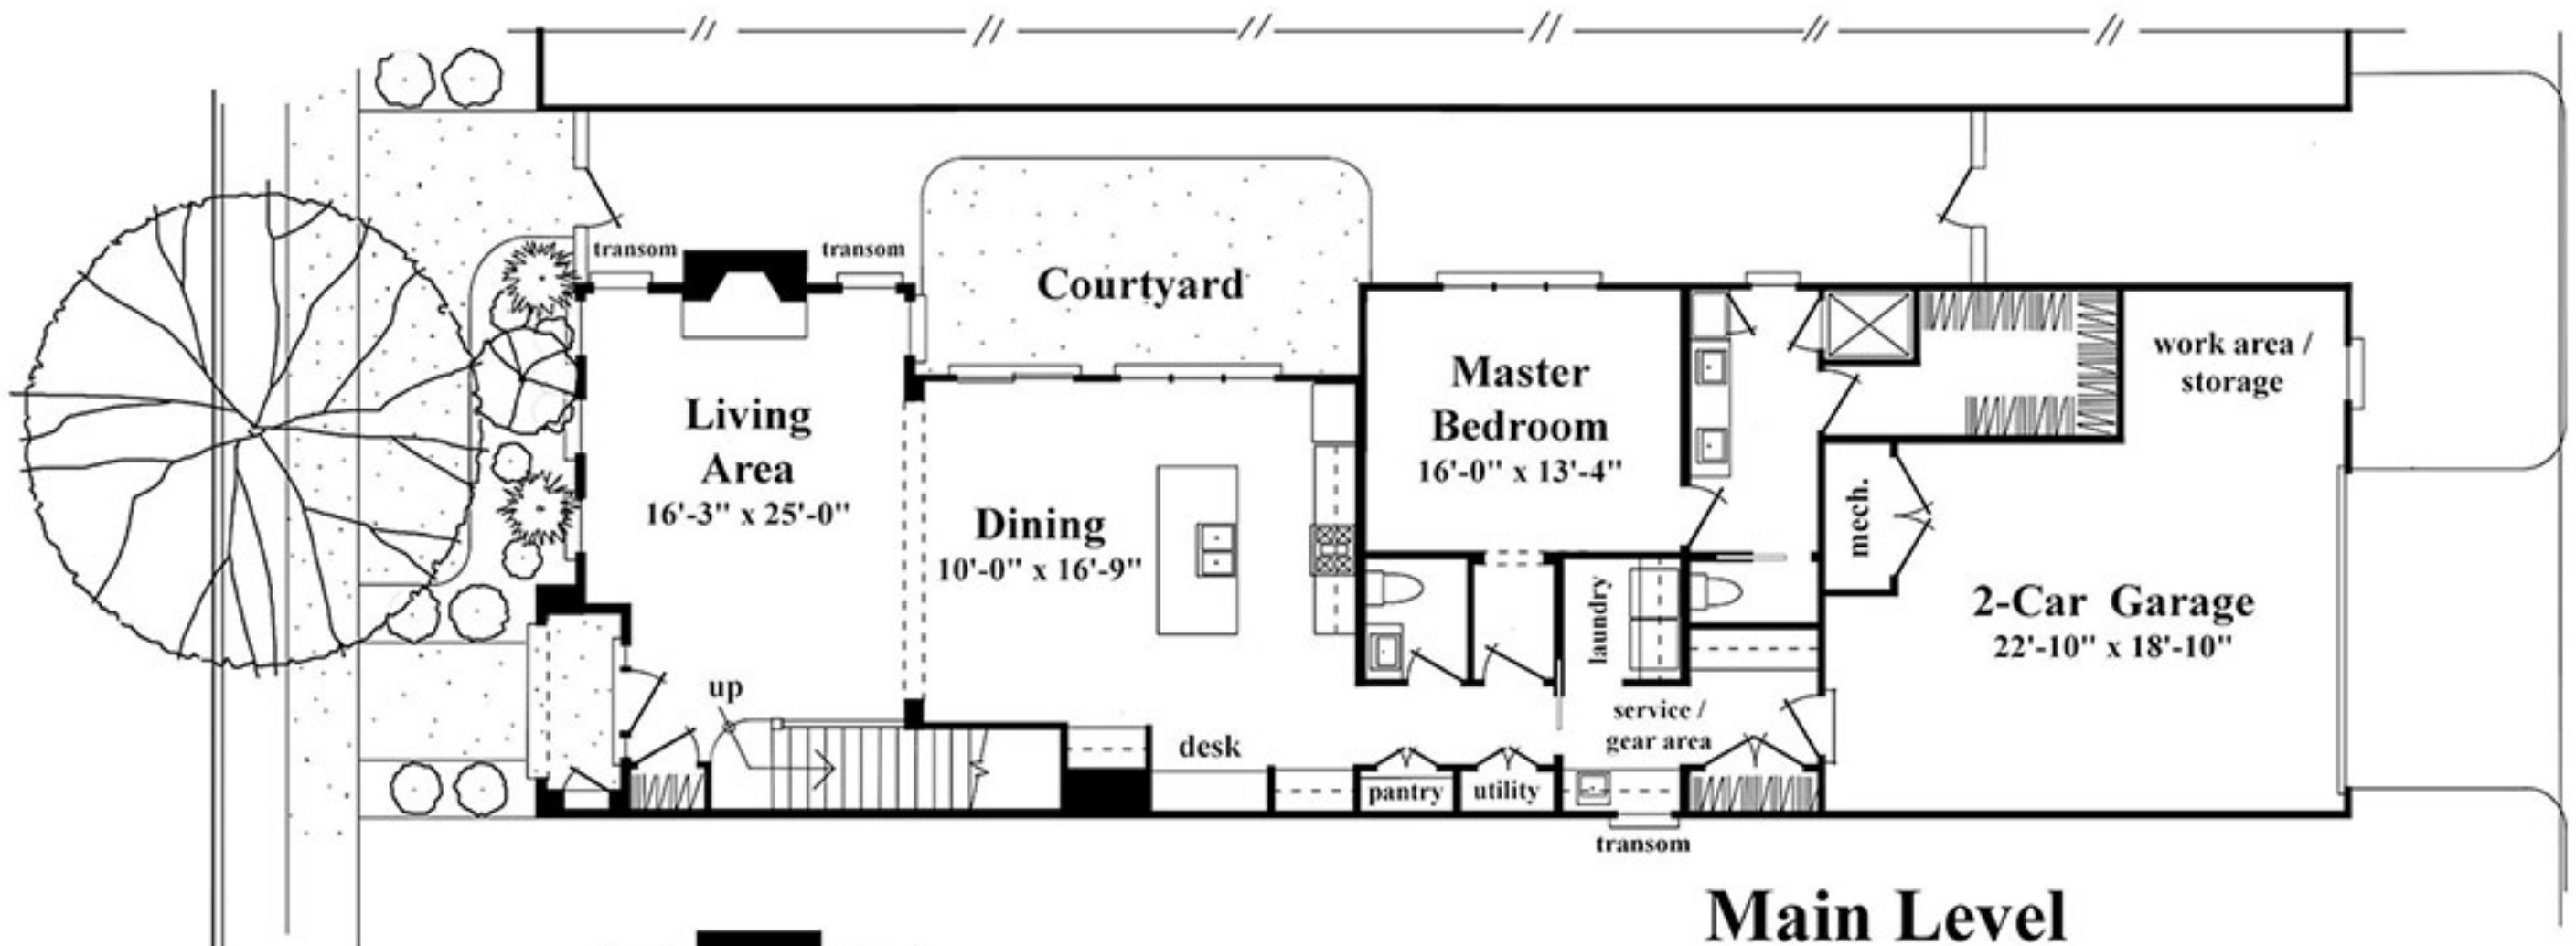 transom
transom
Courtyard
Living
Area
16'-3" x 25'-0"
Dining
10'-0" x 16'-9"
Master
Bedroom
16'-0" x 13'-4"
work area /
storage
mech.
2-Car Garage
22'-10" x 18'-10"
laundry
up
desk
service /
gear area
pantry
utility
transom
Main Level